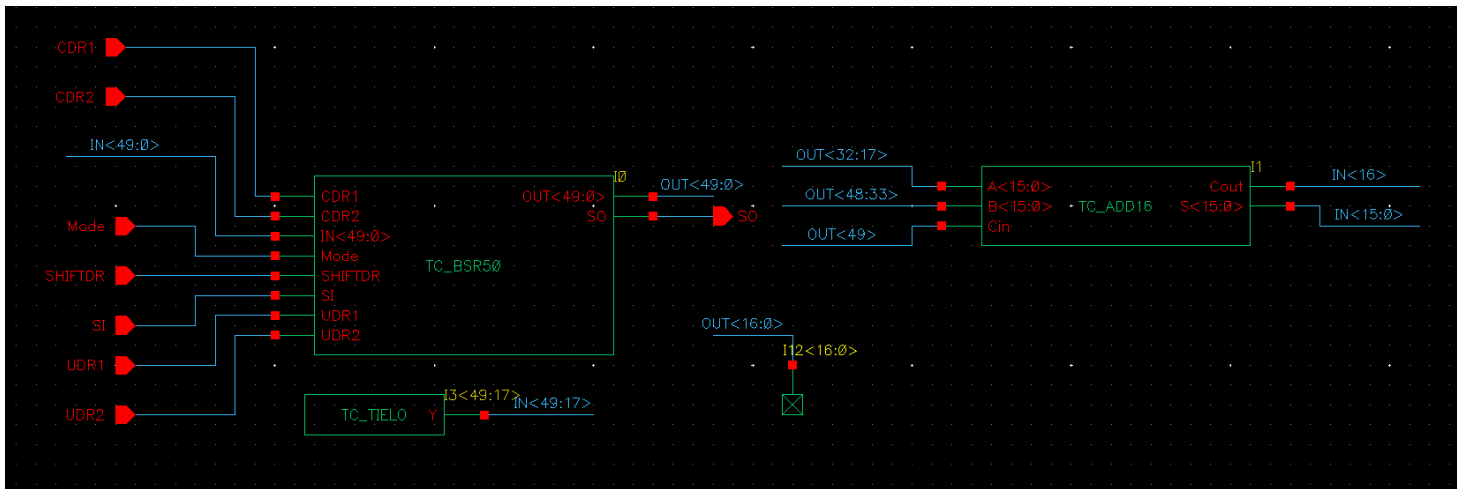 CDR1
CDR2
IN<49:0>
Mode
SHIFTDR
SI
UDR1
UDR2
I0
CDR1
CDR2
IN<49:0>
Mode
SHIFTDR
SI
UDR1
UDR2
TC_BSR50
OUT<49:0>
SO
OUT<49:0>
SO
I3<49:17>
TC_TIELO
Y
IN<49:17>
OUT<16:0>
I12<16:0>
OUT<32:17>
OUT<48:33>
OUT<49>
I1
A<15:0>
B<15:0>
Cin
TC_ADD16
Cout
S<15:0>
IN<16>
IN<15:0>